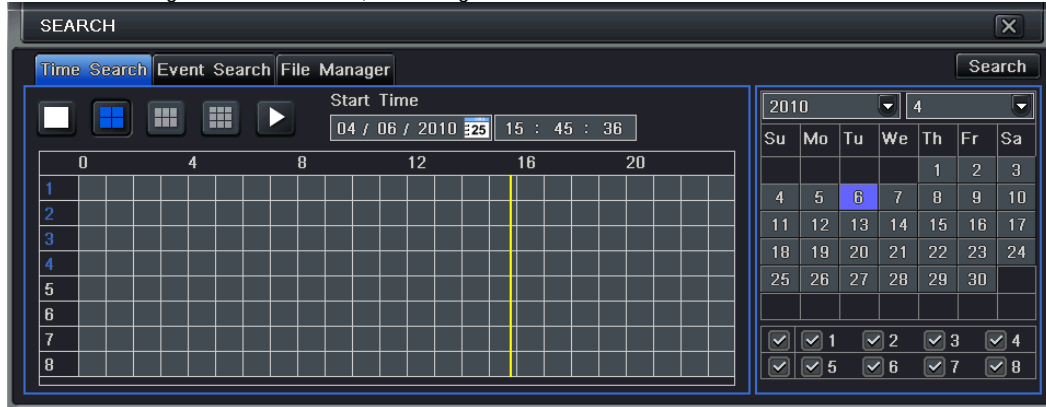 SEARCH
Time Search Event Search File Manager Search
Start Time
04 / 06 / 2010 25 15 : 45 : 36
0 4 8 12 16 20
1
2
3
4
5
6
7
8
2010 4
Su Mo Tu We Th Fr Sa
1 2 3
4 5 6 7 8 9 10
11 12 13 14 15 16 17
18 19 20 21 22 23 24
25 26 27 28 29 30
1 2 3 4
5 6 7 8